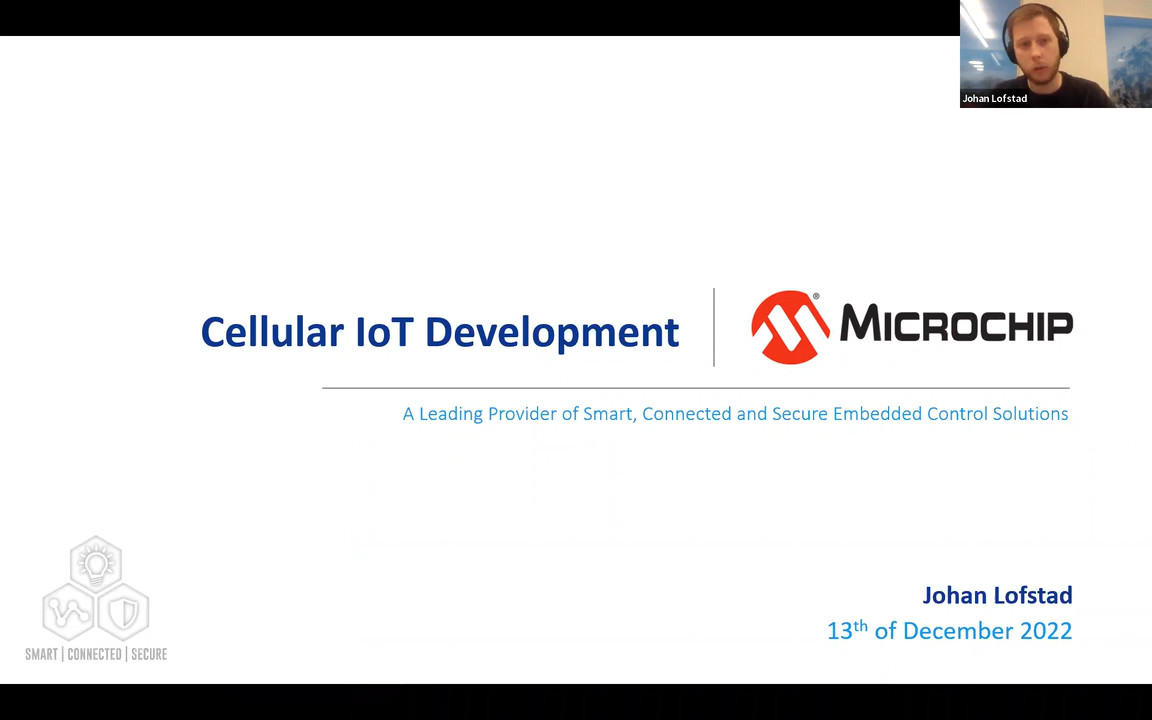 Johan Lofstad
Cellular IoT Development
MICROCHIP®
A Leading Provider of Smart, Connected and Secure Embedded Control Solutions
Johan Lofstad
13th of December 2022
SMART | CONNECTED | SECURE